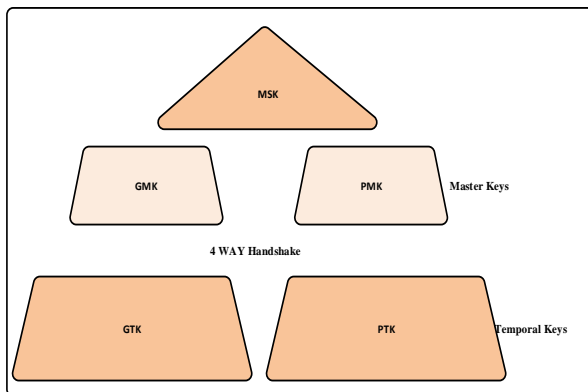 MSK
GMK
PMK
Master Keys
4 WAY Handshake
GTK
PTK
Temporal Keys